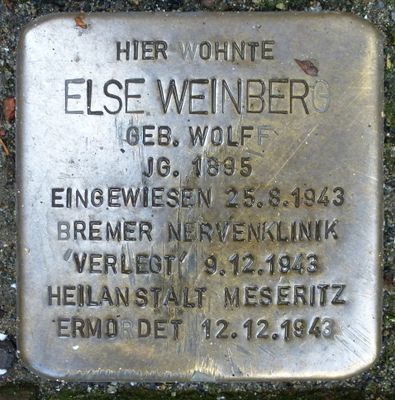 HIER WOHNTE
ELSE WEINBERG
GEB. WOLFF
JG. 1895
EINGEWIESEN 25.8.1943
BREMER NERVENKLINIK
'VERLEGT' 9.12.1943
HEILANSTALT MESERITZ
ERMORDET 12.12.1943